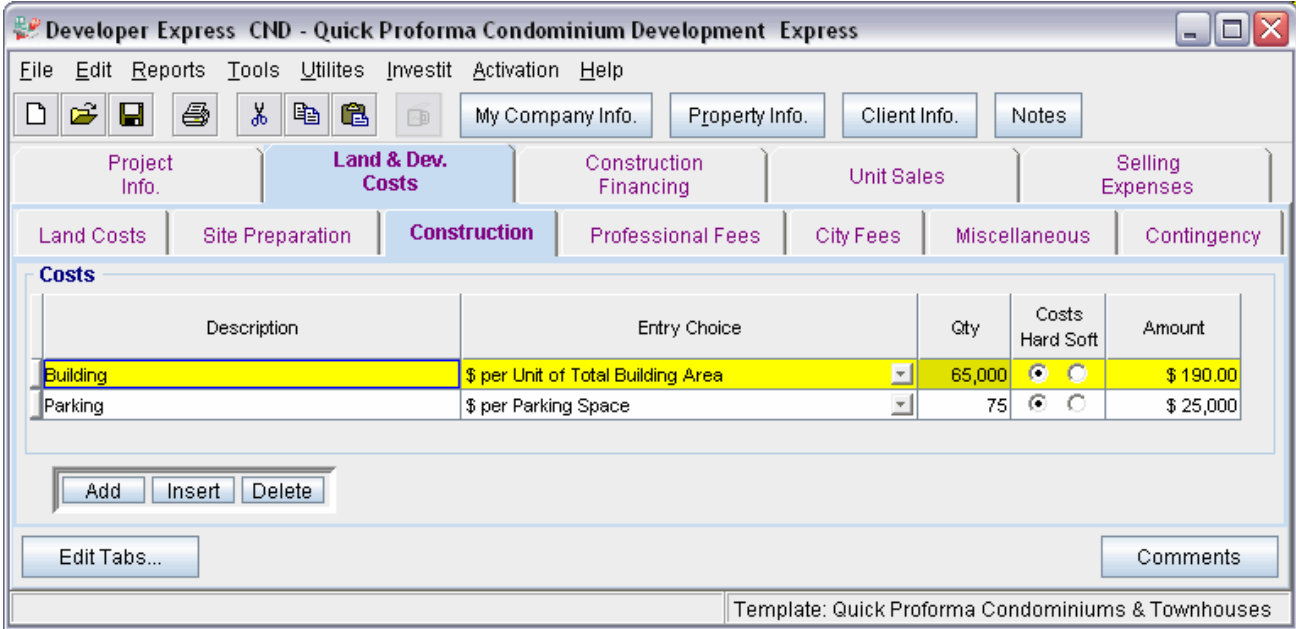 Developer Express CND - Quick Proforma Condominium Development Express
File Edit Reports Tools Utilites Investit Activation Help
My Company Info. Property Info. Client Info. Notes
Project Info.
Land & Dev. Costs
Construction Financing
Unit Sales
Selling Expenses
Land Costs Site Preparation Construction Professional Fees City Fees Miscellaneous Contingency
Costs
Description Entry Choice Qty Costs Hard Soft Amount
Building $ per Unit of Total Building Area 65,000 $ 190.00
Parking $ per Parking Space 75 $ 25,000
Add Insert Delete
Edit Tabs... Comments
Template: Quick Proforma Condominiums & Townhouses